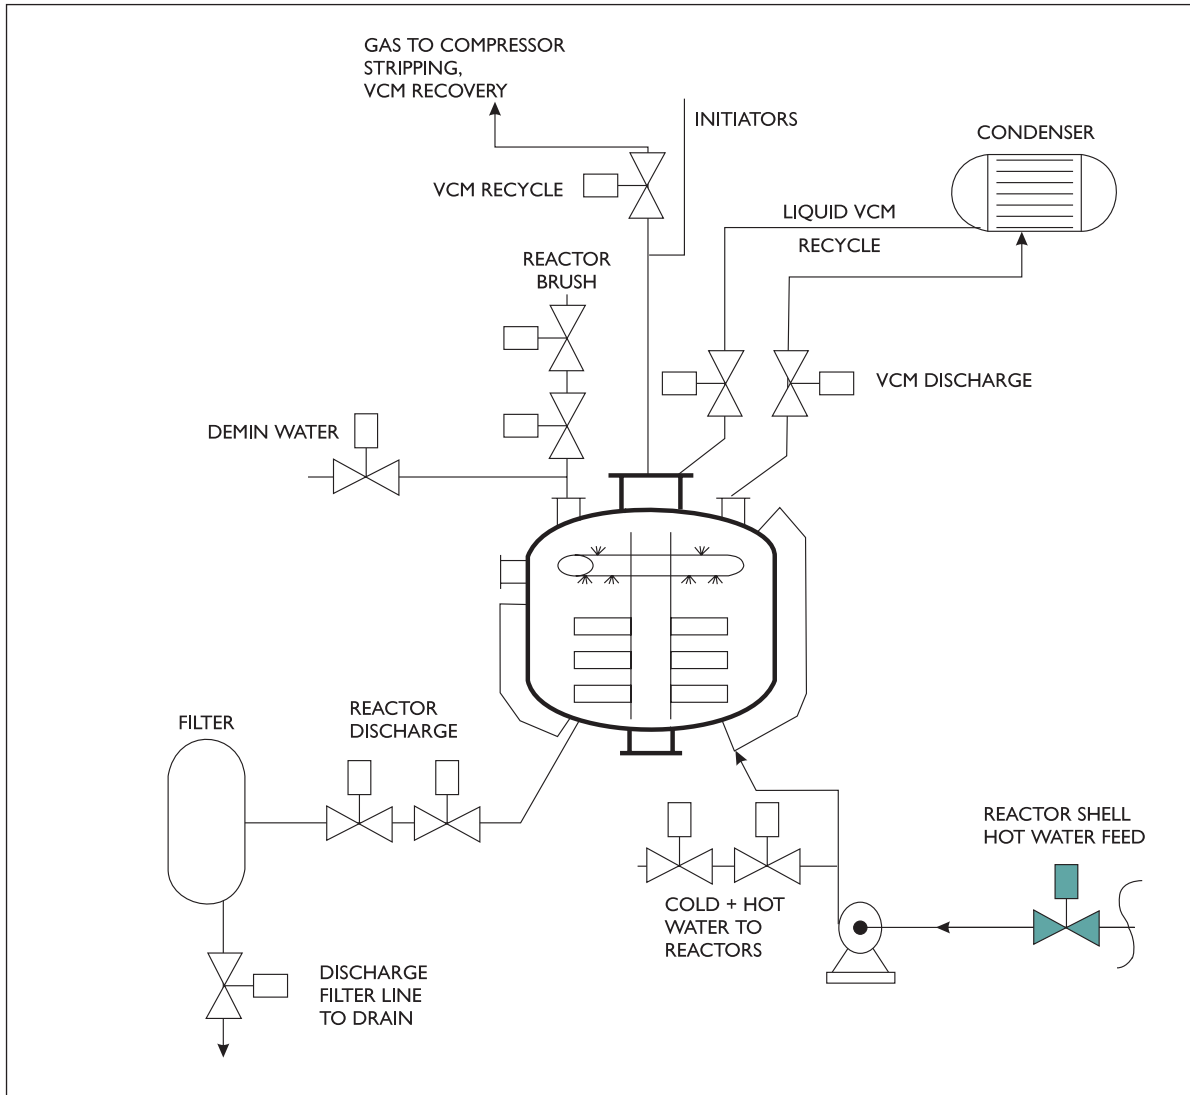 GAS TO COMPRESSOR
STRIPPING,
VCM RECOVERY
INITIATORS
CONDENSER
VCM RECYCLE
LIQUID VCM
RECYCLE
REACTOR
BRUSH
VCM DISCHARGE
DEMIN WATER
REACTOR
DISCHARGE
FILTER
REACTOR SHELL
HOT WATER FEED
COLD + HOT
WATER TO
REACTORS
DISCHARGE
FILTER LINE
TO DRAIN